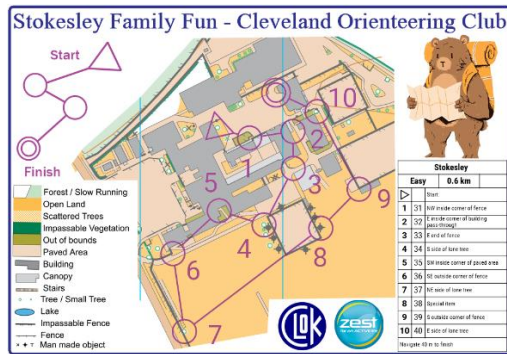 Stokesley Family Fun - Cleveland Orienteering Club
Start
Finish
Forest / Slow Running
Open Land
Scattered Trees
Impassable Vegetation
Out of bounds
Paved Area
Building
Canopy
Stairs
Tree / Small Tree
Lake
Impassable Fence
Fence
Man made object
1
2
3
4
5
6
7
8
9
10
CLOK
zest
Stokesley
Easy 0.6 km
Start
1 31 NW inside corner of fence
2 32 E inside corner of building pass-through
3 33 E end of fence
4 34 S side of lone tree
5 35 SW inside corner of paved area
6 36 SE outside corner of fence
7 37 NE side of lone tree
8 38 Special item
9 39 S outside corner of fence
10 40 E side of lone tree
Navigate 40 m to finish